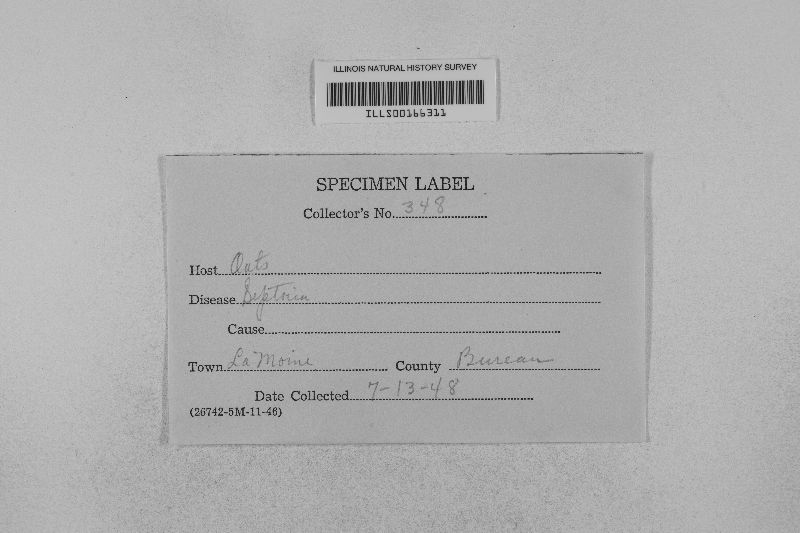 ILLINOIS NATURAL HISTORY SURVEY
ILLS00166311
SPECIMEN LABEL
Collector's No. 348
Host Oats
Disease Septoria
Cause
Town La Moine County Bureau
Date Collected 7-13-48
(26742-5M-11-46)